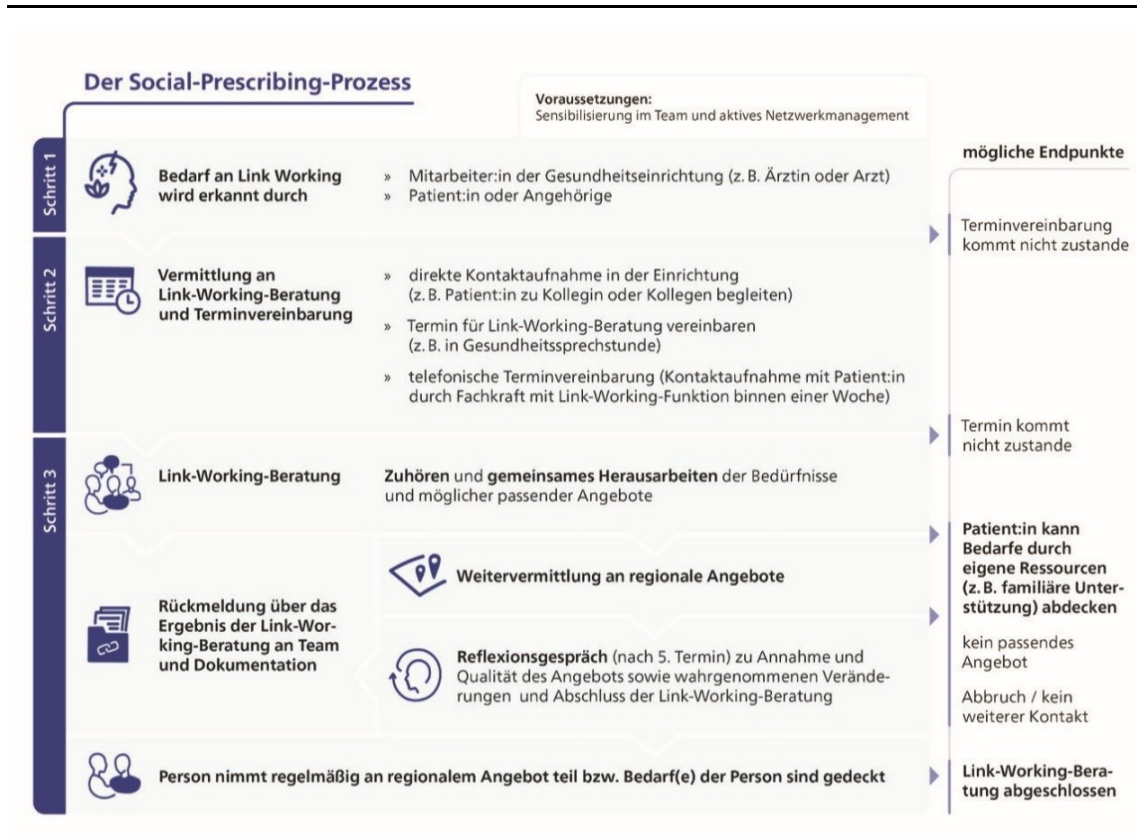 Der Social-Prescribing-Prozess
Voraussetzungen:
Sensibilisierung im Team und aktives Netzwerkmanagement
mögliche Endpunkte
Schritt 1
Bedarf an Link Working
wird erkannt durch
» Mitarbeiter:in der Gesundheitseinrichtung (z. B. Ärztin oder Arzt)
» Patient:in oder Angehörige
Terminvereinbarung
kommt nicht zustande
Schritt 2
Vermittlung an
Link-Working-Beratung
und Terminvereinbarung
» direkte Kontaktaufnahme in der Einrichtung
(z. B. Patient:in zu Kollegin oder Kollegen begleiten)
» Termin für Link-Working-Beratung vereinbaren
(z. B. in Gesundheitssprechstunde)
» telefonische Terminvereinbarung (Kontaktaufnahme mit Patient:in
durch Fachkraft mit Link-Working-Funktion binnen einer Woche)
Termin kommt
nicht zustande
Schritt 3
Link-Working-Beratung
Zuhören und gemeinsames Herausarbeiten der Bedürfnisse
und möglicher passender Angebote
Patient:in kann
Bedarfe durch
eigene Ressourcen
(z. B. familiäre Unter-
stützung) abdecken
kein passendes
Angebot
Abbruch / kein
weiterer Kontakt
Rückmeldung über das
Ergebnis der Link-Wor-
king-Beratung an Team
und Dokumentation
Weitervermittlung an regionale Angebote
Reflexionsgespräch (nach 5. Termin) zu Annahme und
Qualität des Angebots sowie wahrgenommenen Verände-
rungen und Abschluss der Link-Working-Beratung
Person nimmt regelmäßig an regionalem Angebot teil bzw. Bedarf(e) der Person sind gedeckt
Link-Working-Bera-
tung abgeschlossen